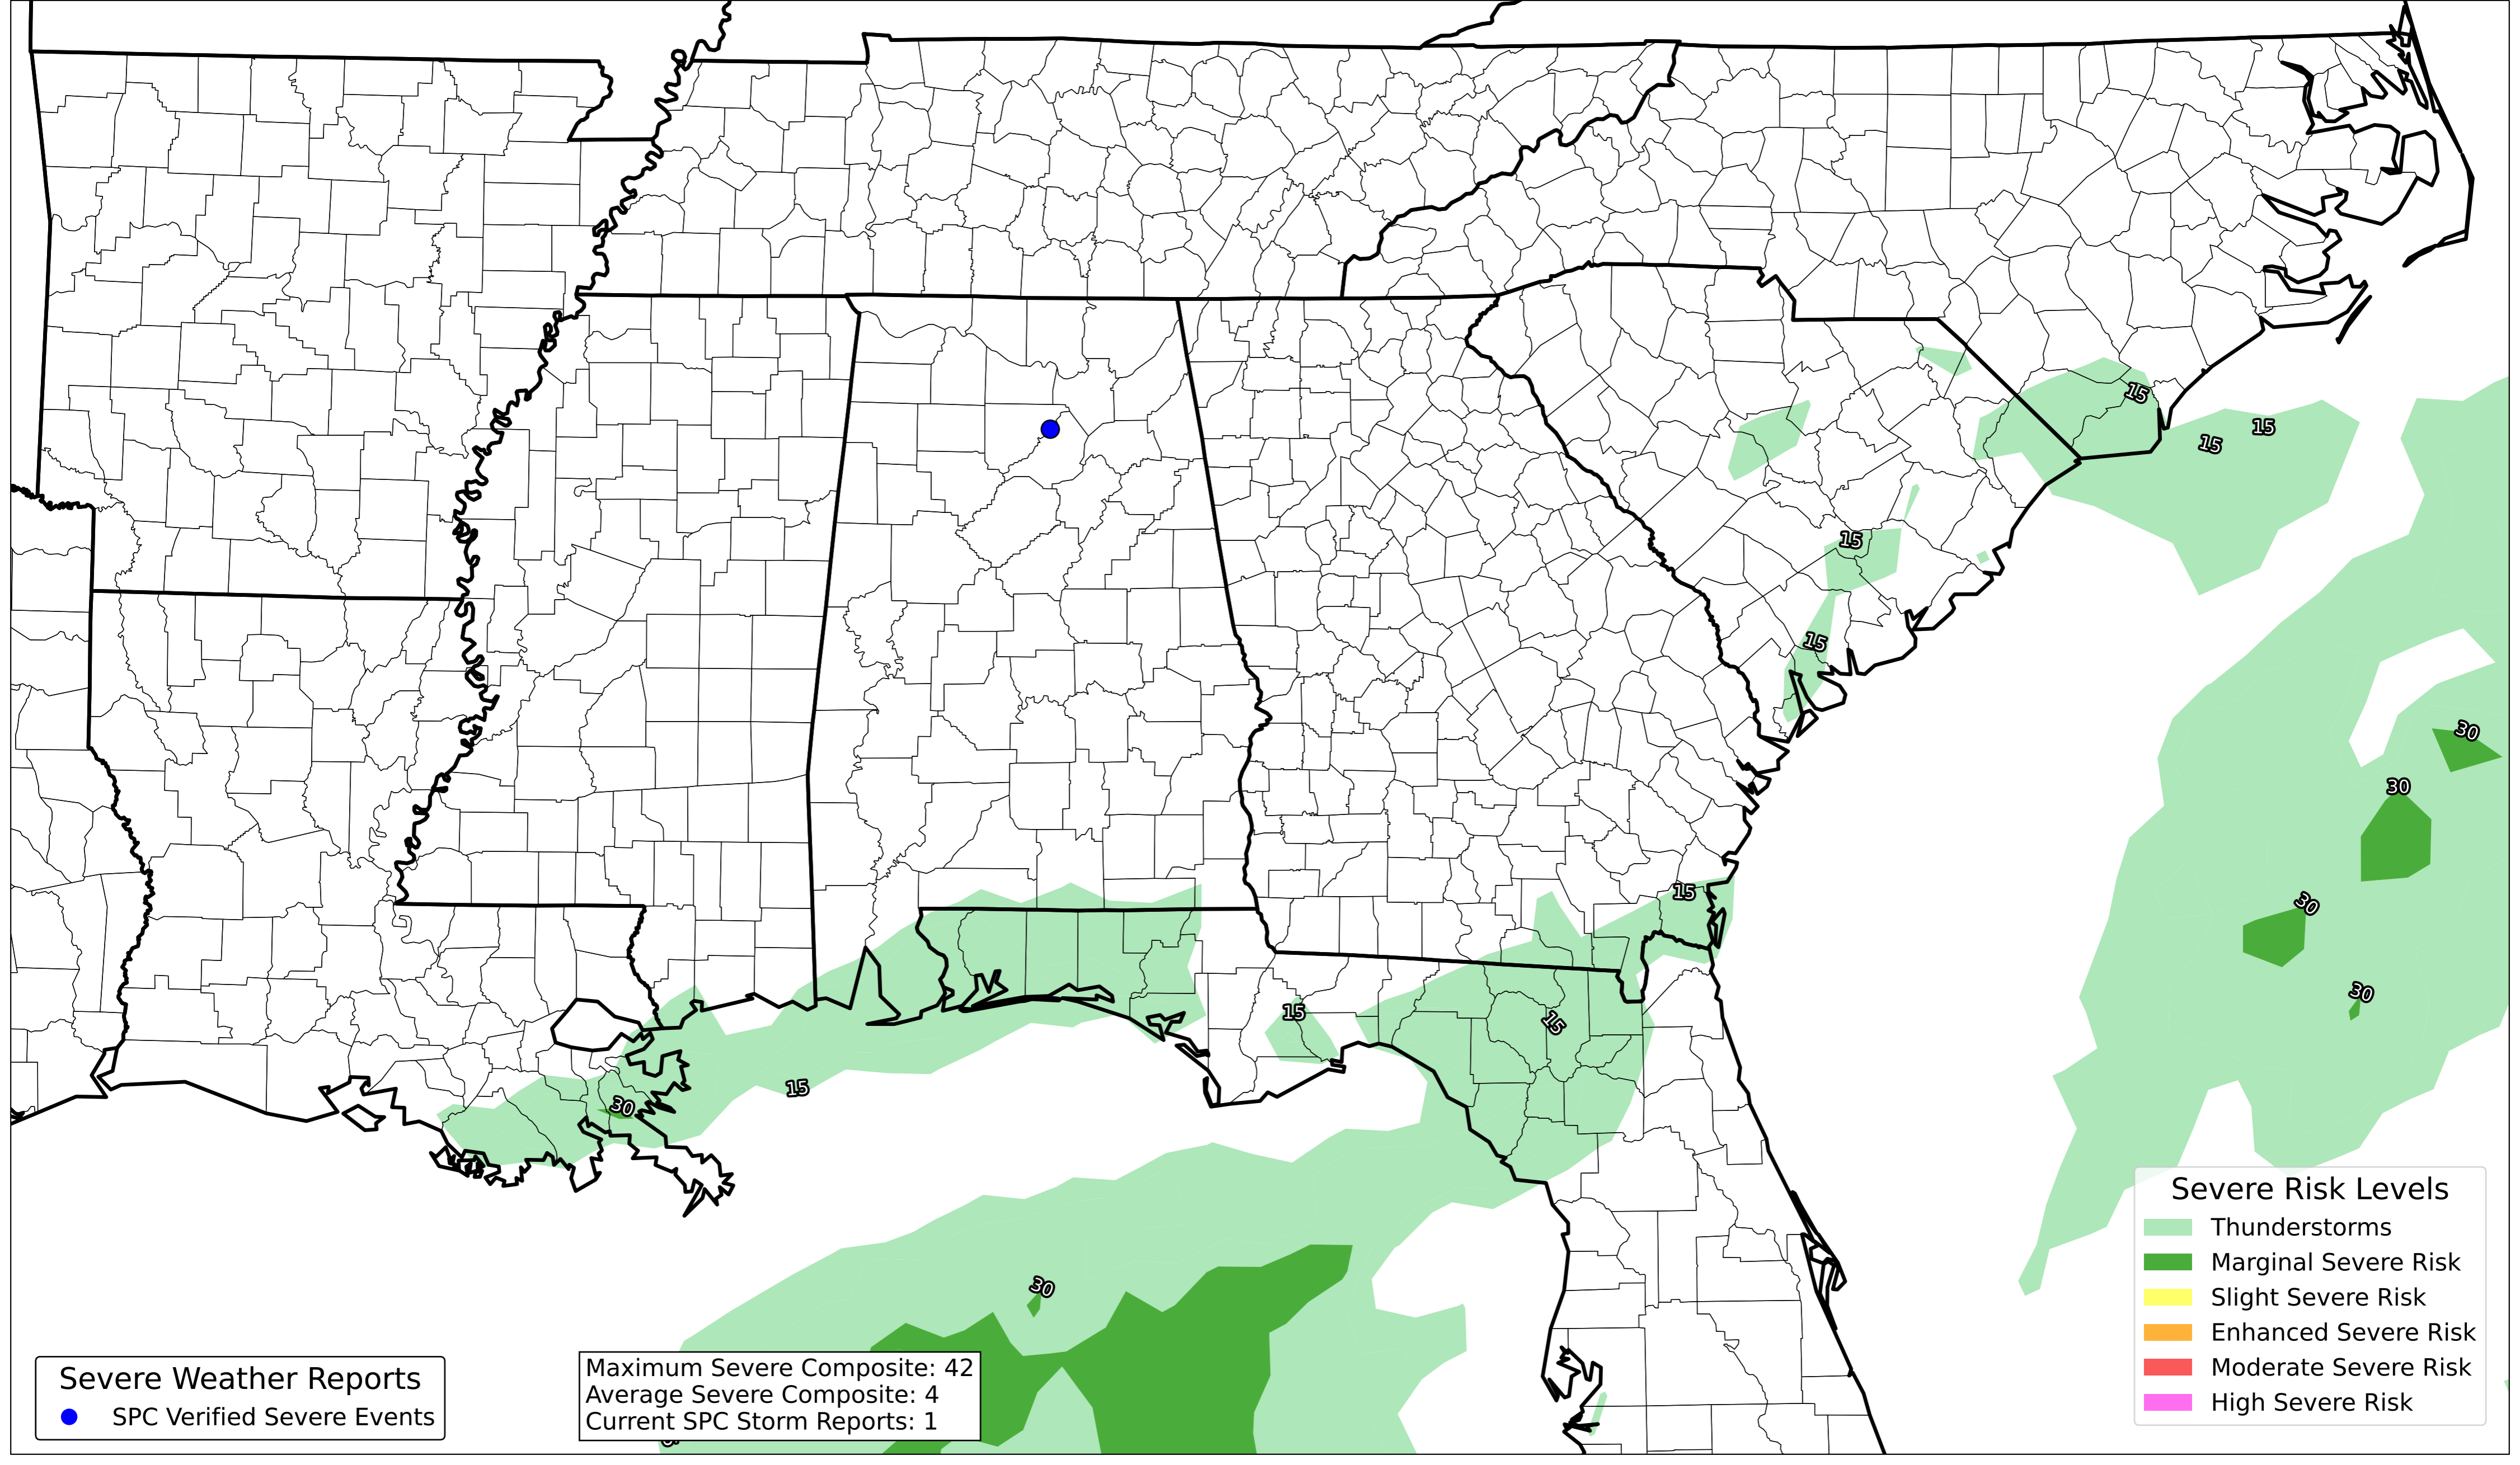 15
15
15
15
15
30
30
15
30
15
30
15
15
30
30
Severe Risk Levels
Thunderstorms
Marginal Severe Risk
Slight Severe Risk
Enhanced Severe Risk
Moderate Severe Risk
High Severe Risk
Severe Weather Reports
SPC Verified Severe Events
Maximum Severe Composite: 42
Average Severe Composite: 4
Current SPC Storm Reports: 1